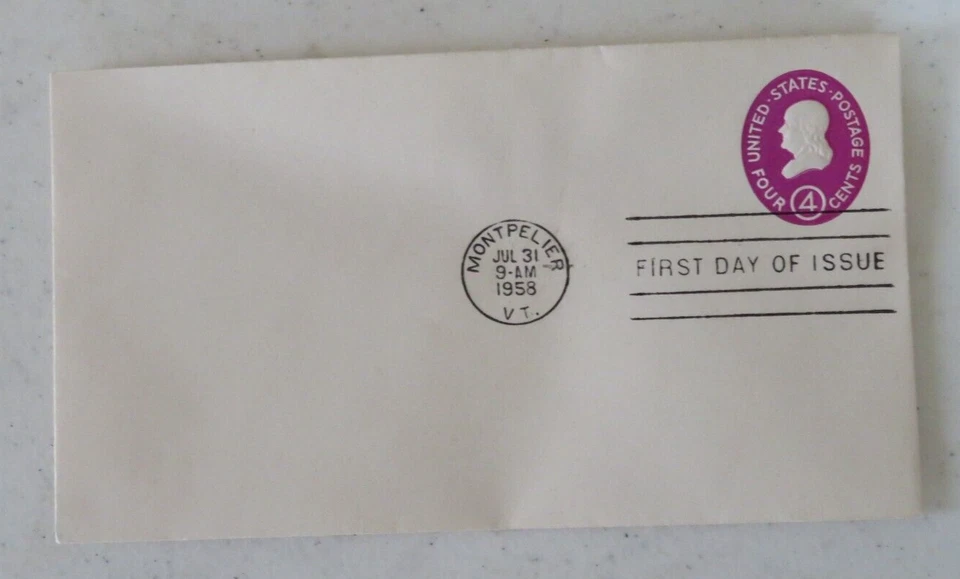 UNITED·STATES·POSTAGE
FOUR 4 CENTS
MONTPELIER
JUL 31
9-AM
1958
VT.
FIRST DAY OF ISSUE